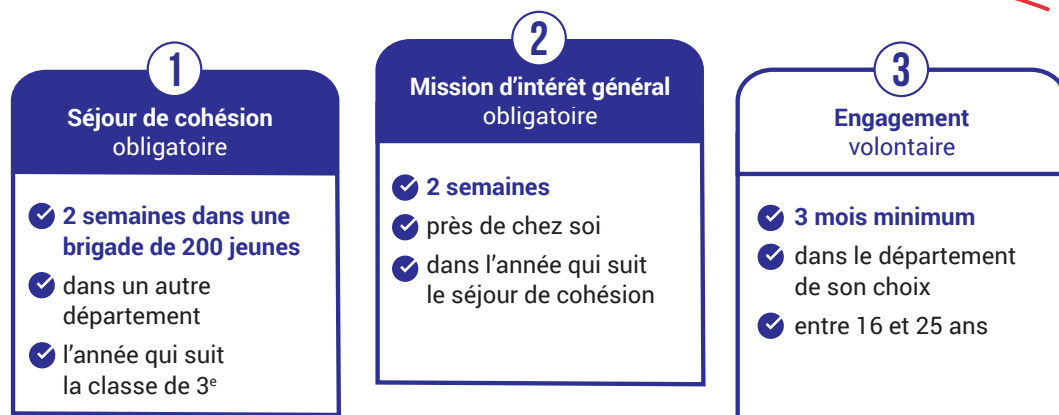 1
Séjour de cohésion
obligatoire
2 semaines dans une
brigade de 200 jeunes
dans un autre
département
l'année qui suit
la classe de 3ᵉ
2
Mission d'intérêt général
obligatoire
2 semaines
près de chez soi
dans l'année qui suit
le séjour de cohésion
3
Engagement
volontaire
3 mois minimum
dans le département
de son choix
entre 16 et 25 ans